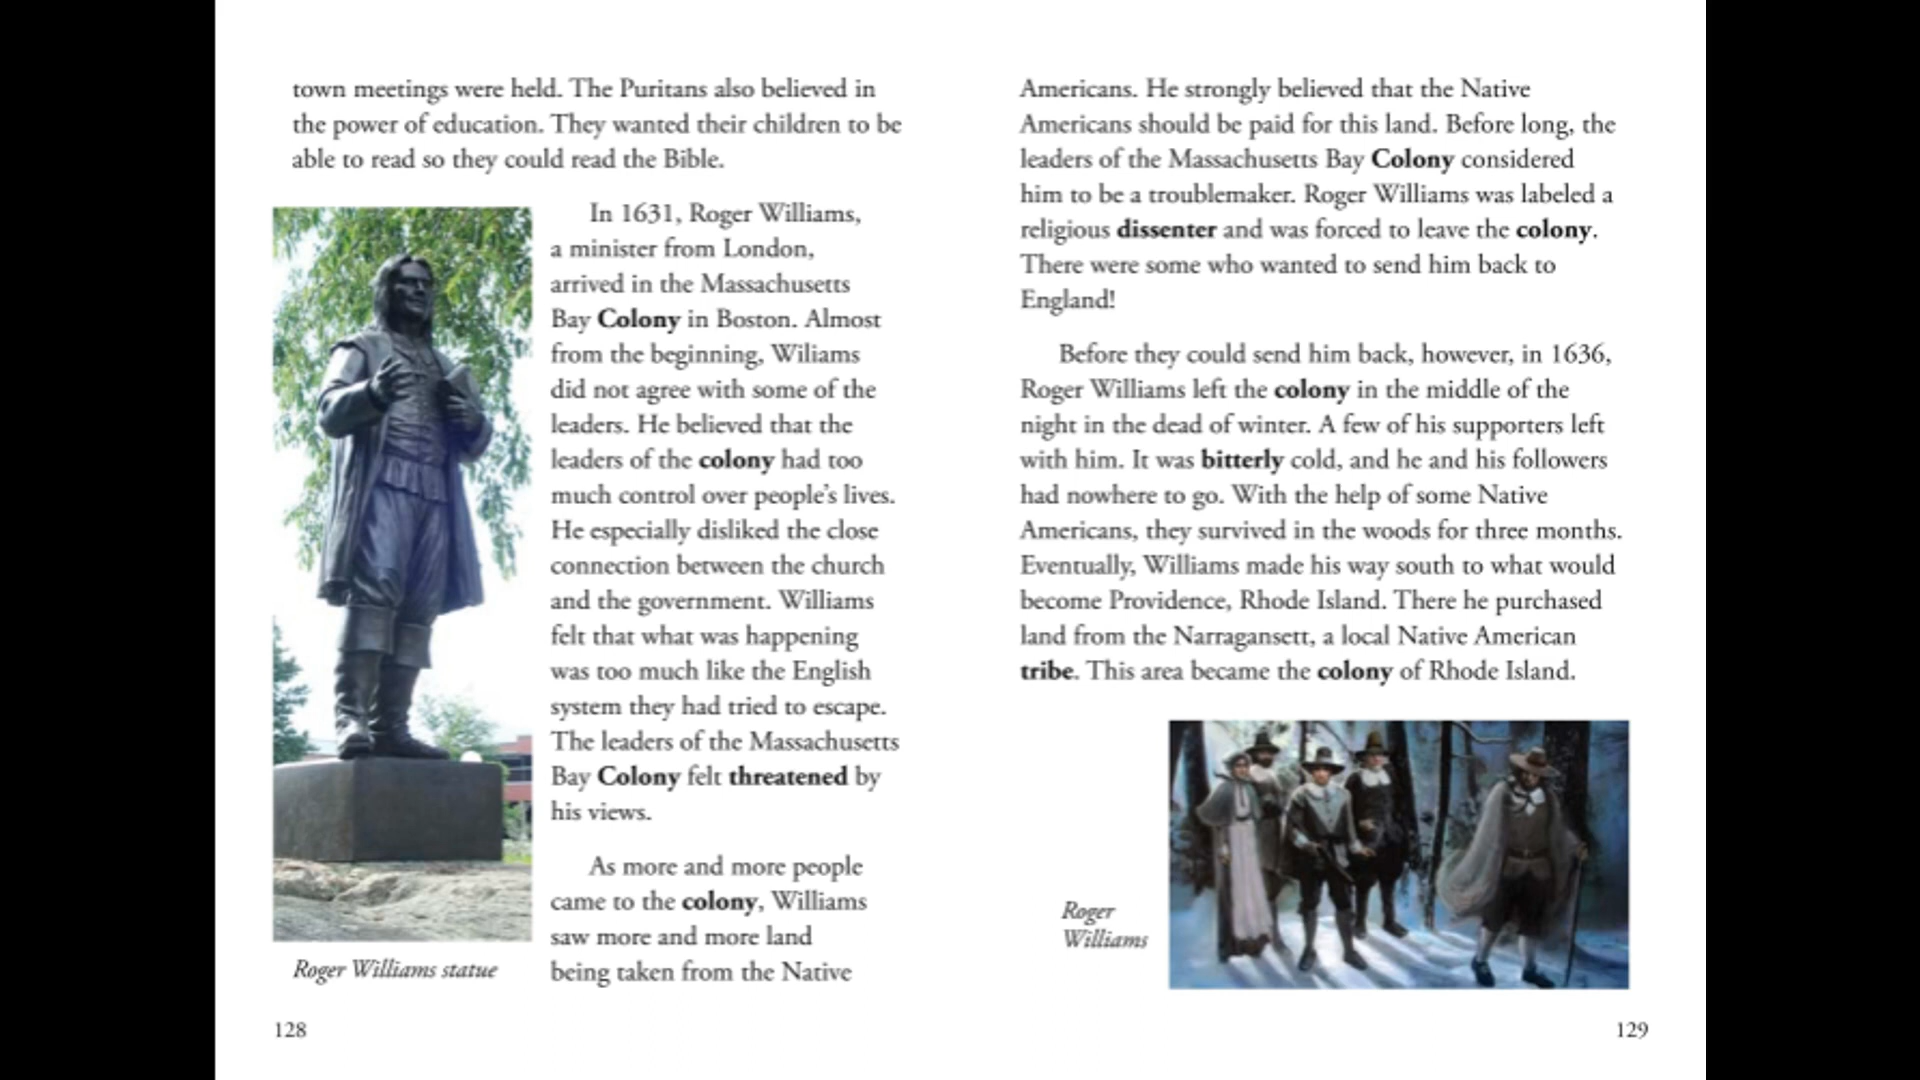 town meetings were held. The Puritans also believed in
the power of education. They wanted their children to be
able to read so they could read the Bible.
In 1631, Roger Williams,
a minister from London,
arrived in the Massachusetts
Bay Colony in Boston. Almost
from the beginning, Wiliams
did not agree with some of the
leaders. He believed that the
leaders of the colony had too
much control over people's lives.
He especially disliked the close
connection between the church
and the government. Williams
felt that what was happening
was too much like the English
system they had tried to escape.
The leaders of the Massachusetts
Bay Colony felt threatened by
his views.
As more and more people
came to the colony, Williams
saw more and more land
being taken from the Native
Roger Williams statue
128
Americans. He strongly believed that the Native
Americans should be paid for this land. Before long, the
leaders of the Massachusetts Bay Colony considered
him to be a troublemaker. Roger Williams was labeled a
religious dissenter and was forced to leave the colony.
There were some who wanted to send him back to
England!
Before they could send him back, however, in 1636,
Roger Williams left the colony in the middle of the
night in the dead of winter. A few of his supporters left
with him. It was bitterly cold, and he and his followers
had nowhere to go. With the help of some Native
Americans, they survived in the woods for three months.
Eventually, Williams made his way south to what would
become Providence, Rhode Island. There he purchased
land from the Narragansett, a local Native American
tribe. This area became the colony of Rhode Island.
Roger
Williams
129